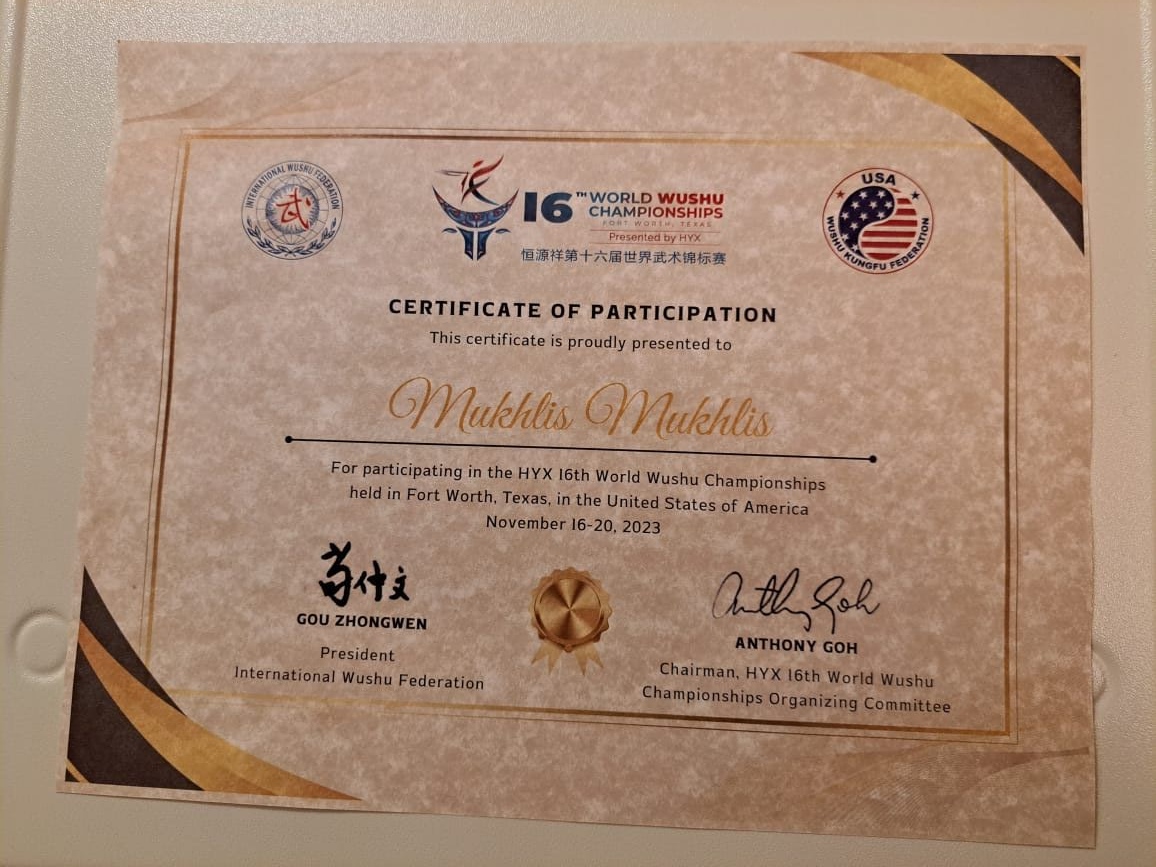 INTERNATIONAL WUSHU FEDERATION
武
16TH WORLD WUSHU
CHAMPIONSHIPS
FORT WORTH, TEXAS
Presented by HYX
恒源祥第十六届世界武术锦标赛
USA
WUSHU KUNGFU FEDERATION
CERTIFICATE OF PARTICIPATION
This certificate is proudly presented to
Mukhlis Mukhlis
For participating in the HYX 16th World Wushu Championships
held in Fort Worth, Texas, in the United States of America
November 16-20, 2023
苟仲文
GOU ZHONGWEN
President
International Wushu Federation
Anthony Goh
ANTHONY GOH
Chairman, HYX 16th World Wushu
Championships Organizing Committee